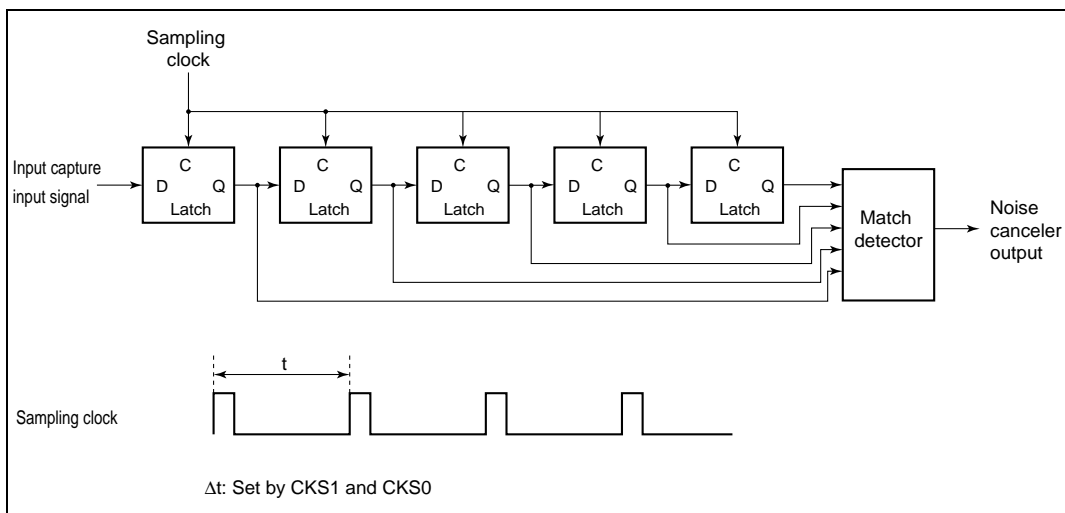 Sampling
clock
Input capture
input signal
C
D Q
Latch
C
D Q
Latch
C
D Q
Latch
C
D Q
Latch
C
D Q
Latch
Match
detector
Noise
canceler
output
t
Sampling clock
Δt: Set by CKS1 and CKS0